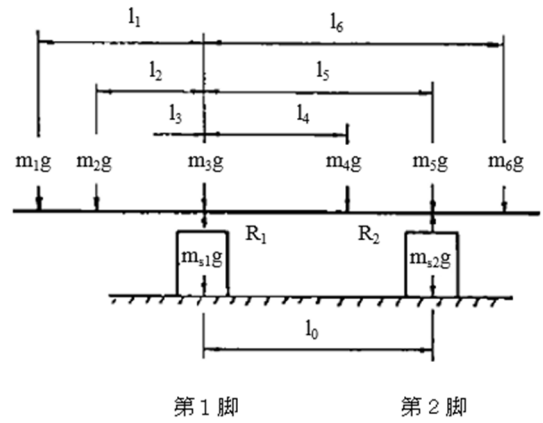 l₁ l₆
l₂ l₅
l₃ l₄
m₁g m₂g m₃g m₄g m₅g m₆g
R₁ R₂
mₛ₁g mₛ₂g
l₀
第1脚 第2脚